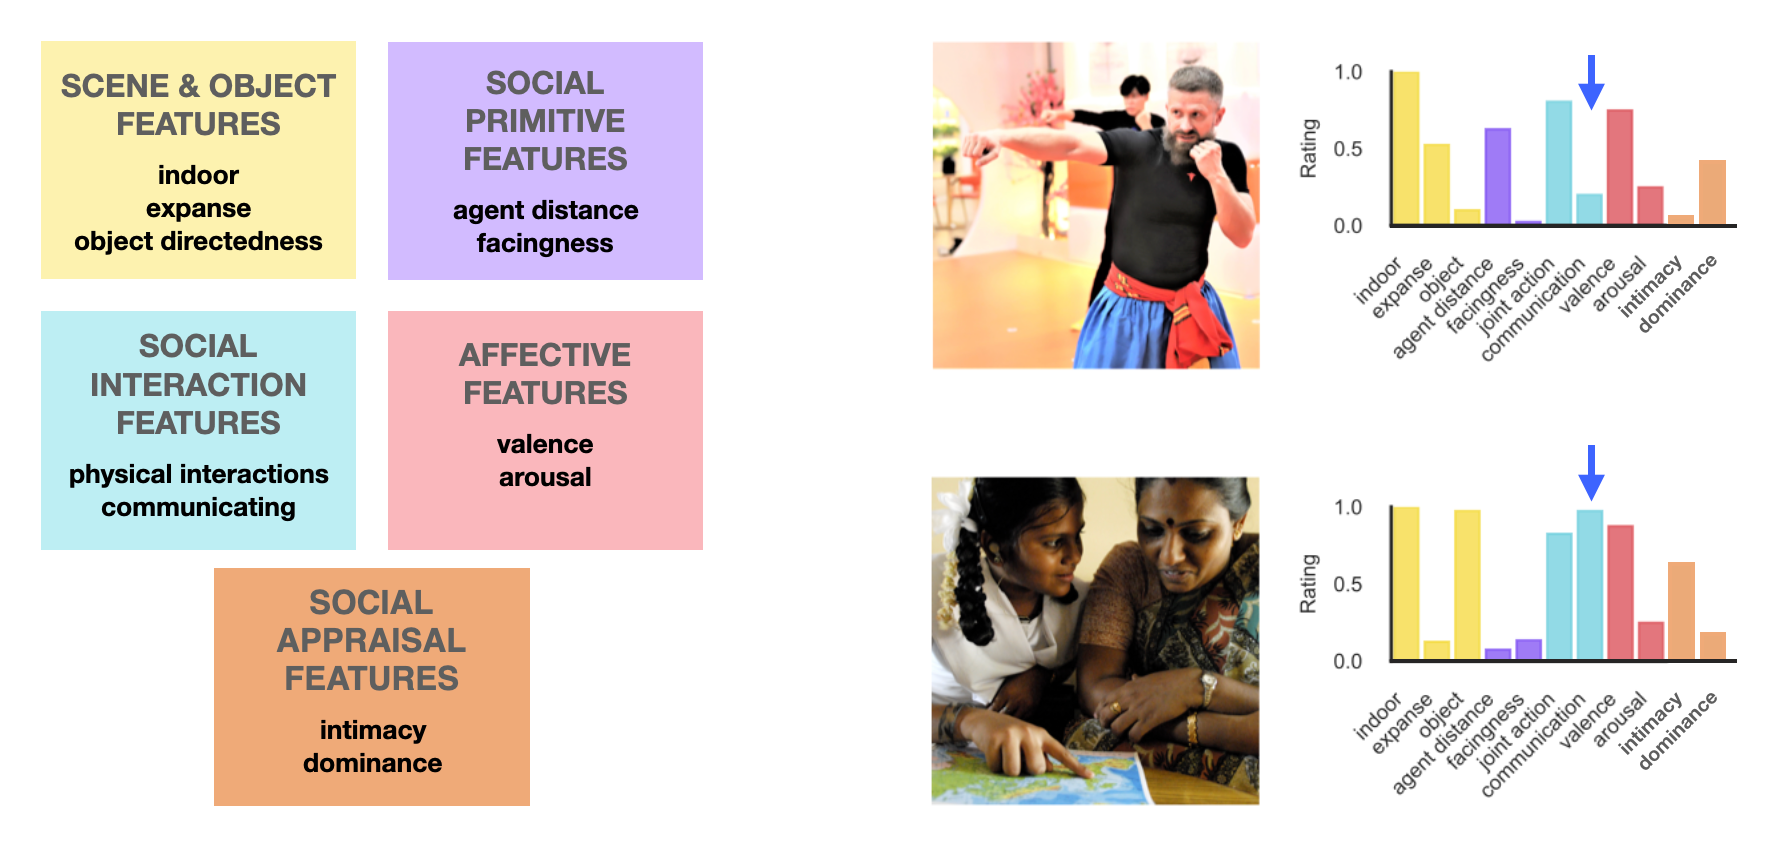 SCENE & OBJECT
FEATURES
indoor
expanse
object directedness
SOCIAL
PRIMITIVE
FEATURES
agent distance
facingness
SOCIAL
INTERACTION
FEATURES
physical interactions
communicating
AFFECTIVE
FEATURES
valence
arousal
SOCIAL
APPRAISAL
FEATURES
intimacy
dominance
Rating
1.0
0.5
0.0
indoor
expanse
object
agent distance
facingness
joint action
communication
valence
arousal
intimacy
dominance
Rating
1.0
0.5
0.0
indoor
expanse
object
agent distance
facingness
joint action
communication
valence
arousal
intimacy
dominance